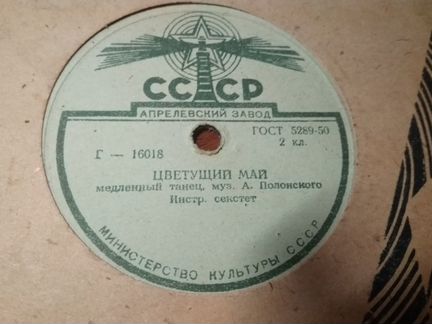 СССР
АПРЕЛЕВСКИЙ ЗАВОД
ГОСТ 5289-50
Г — 16018
2 кл.
ЦВЕТУЩИЙ МАЙ
медленный танец, муз. А. Полонского
Инстр. секстет
МИНИСТЕРСТВО КУЛЬТУРЫ СССР